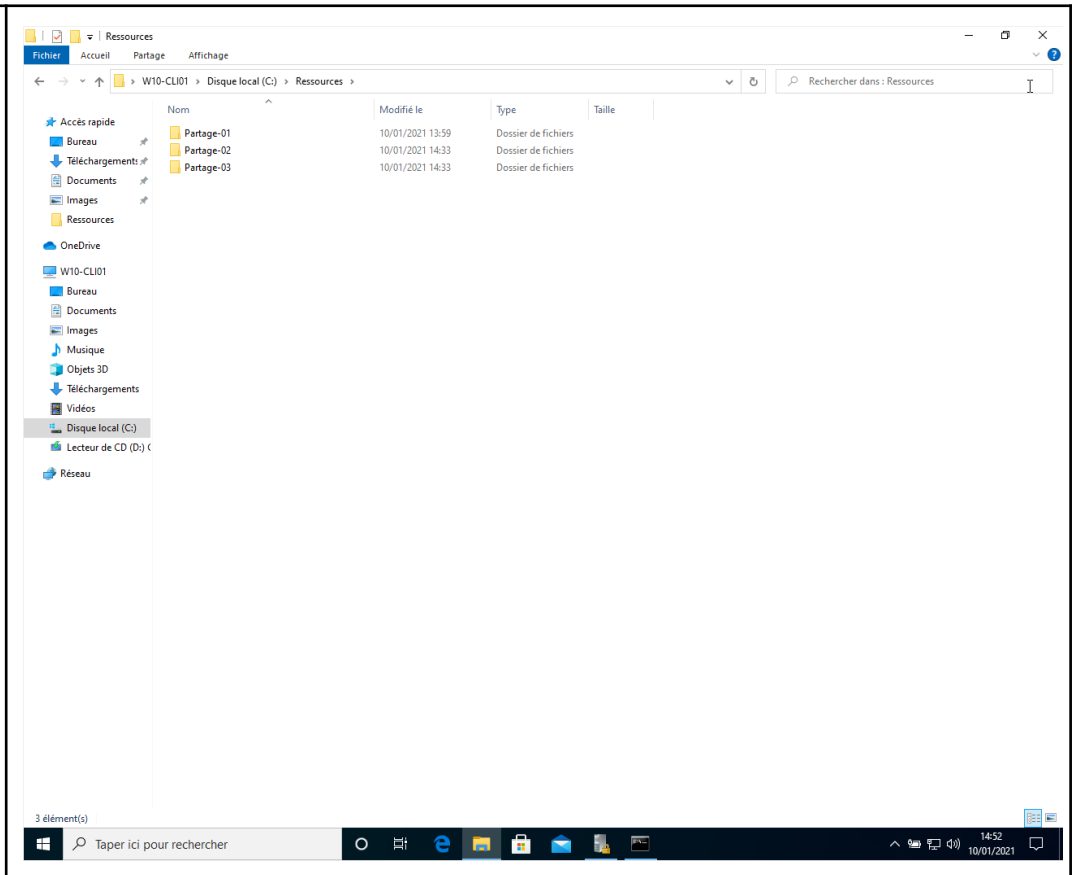 Ressources
Fichier Accueil Partage Affichage
W10-CLI01 > Disque local (C:) > Ressources >
Rechercher dans : Ressources
Nom Modifié le Type Taille
Partage-01 10/01/2021 13:59 Dossier de fichiers
Partage-02 10/01/2021 14:33 Dossier de fichiers
Partage-03 10/01/2021 14:33 Dossier de fichiers
Accès rapide
Bureau
Téléchargements
Documents
Images
Ressources
OneDrive
W10-CLI01
Bureau
Documents
Images
Musique
Objets 3D
Téléchargements
Vidéos
Disque local (C:)
Lecteur de CD (D:)
Réseau
3 élément(s)
Taper ici pour rechercher
14:52
10/01/2021